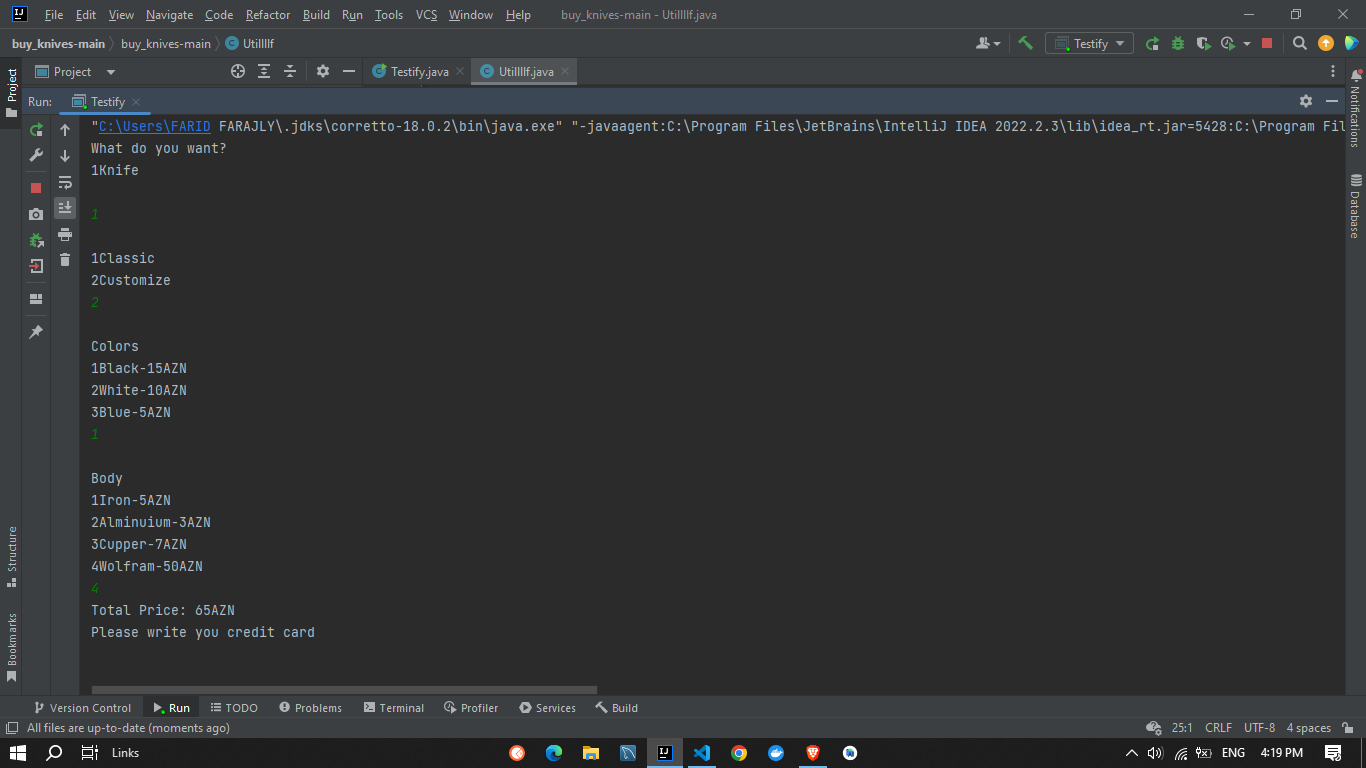 File Edit View Navigate Code Refactor Build Run Tools VCS Window Help buy_knives-main - Utillllf.java
buy_knives-main buy_knives-main Utillllf Testify
Project Testify.java Utillllf.java
Run: Testify
"C:\Users\FARID FARAJLY\.jdks\corretto-18.0.2\bin\java.exe" "-javaagent:C:\Program Files\JetBrains\IntelliJ IDEA 2022.2.3\lib\idea_rt.jar=5428:C:\Program Fil
What do you want?
1Knife
1
1Classic
2Customize
2
Colors
1Black-15AZN
2White-10AZN
3Blue-5AZN
1
Body
1Iron-5AZN
2Alminuium-3AZN
3Cupper-7AZN
4Wolfram-50AZN
4
Total Price: 65AZN
Please write you credit card
Project
Structure
Bookmarks
Notifications
Database
Version Control Run TODO Problems Terminal Profiler Services Build
All files are up-to-date (moments ago) 25:1 CRLF UTF-8 4 spaces
Links ENG 4:19 PM